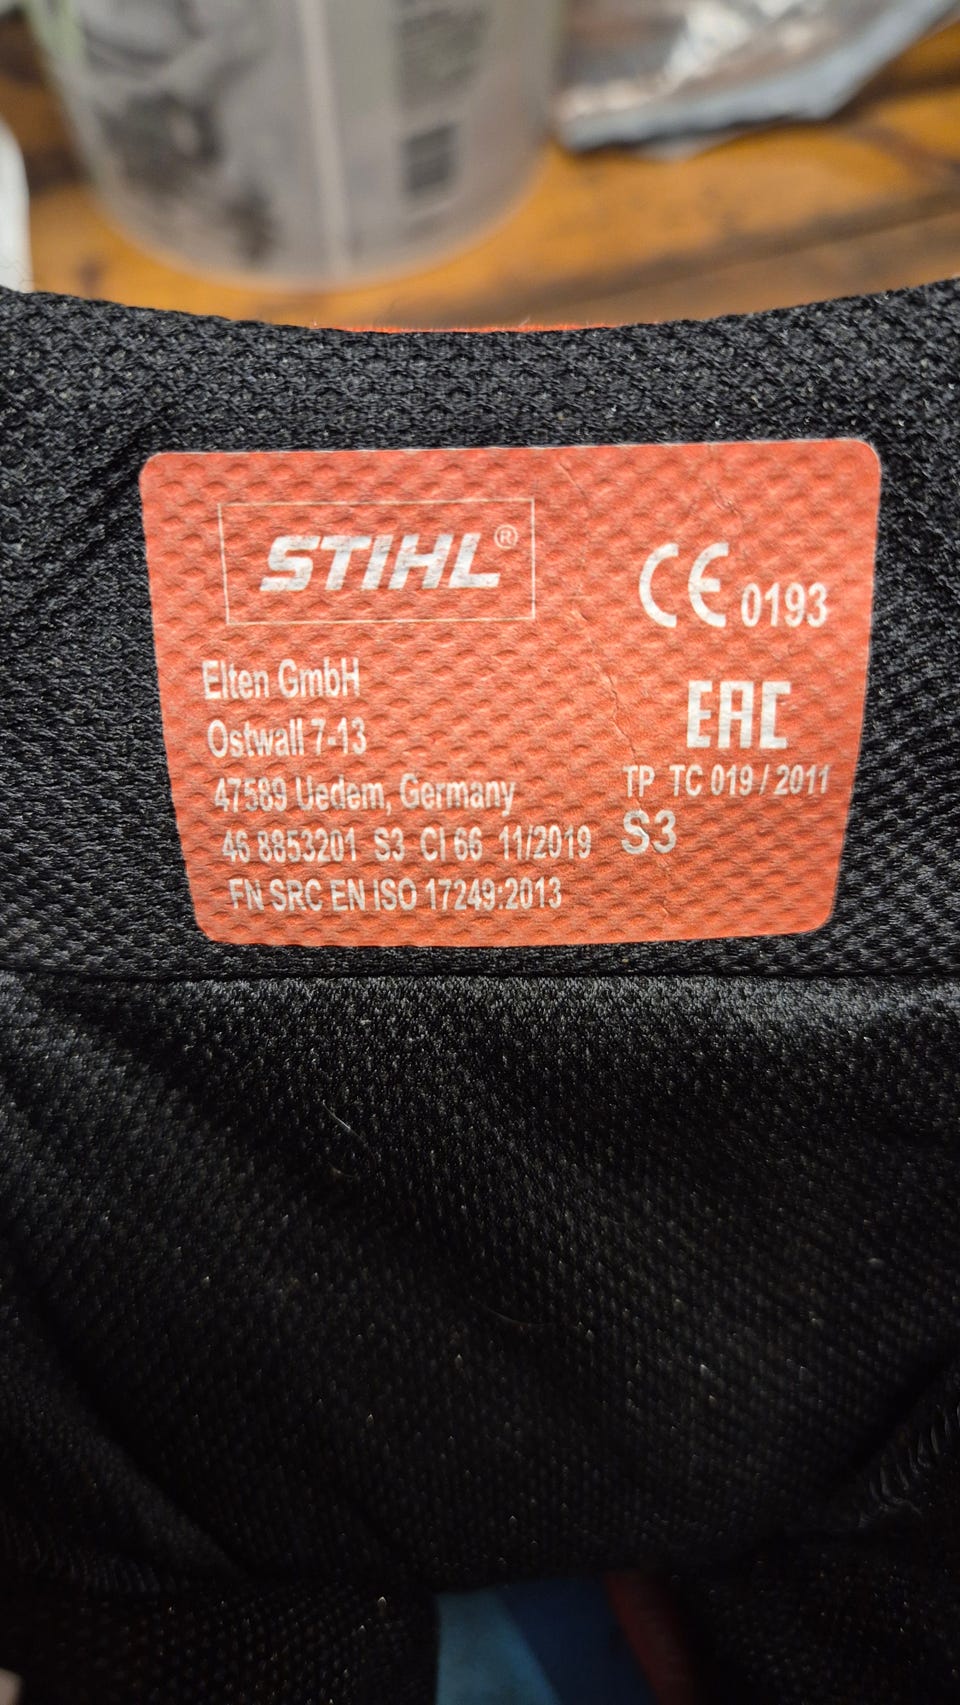 STIHL®
CE 0193
Elten GmbH
Ostwall 7-13
47589 Uedem, Germany
46 8853201 S3 CI 66 11/2019
FN SRC EN ISO 17249:2013
EAC
TP TC 019 / 2011
S3